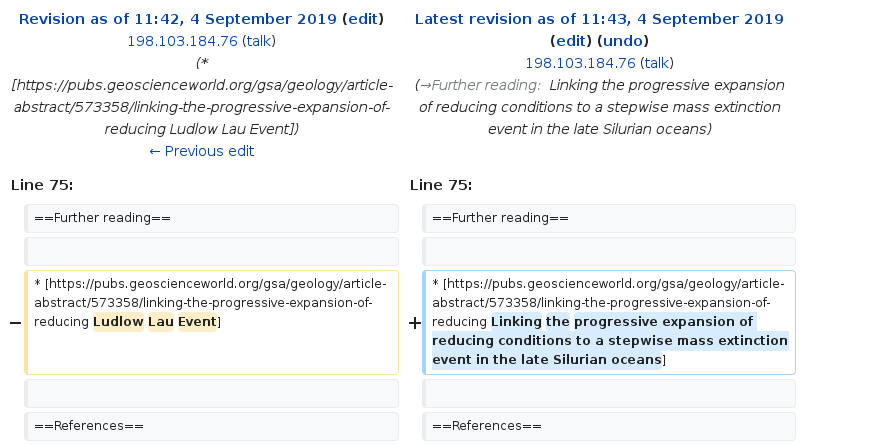 Revision as of 11:42, 4 September 2019 (edit)
198.103.184.76 (talk)
(*
[https://pubs.geoscienceworld.org/gsa/geology/article-
abstract/573358/linking-the-progressive-expansion-of-
reducing Ludlow Lau Event])
← Previous edit
Latest revision as of 11:43, 4 September 2019
(edit) (undo)
198.103.184.76 (talk)
(→Further reading: Linking the progressive expansion
of reducing conditions to a stepwise mass extinction
event in the late Silurian oceans)
Line 75:
Line 75:
==Further reading==
==Further reading==
− * [https://pubs.geoscienceworld.org/gsa/geology/article-
abstract/573358/linking-the-progressive-expansion-of-
reducing Ludlow Lau Event]
+ * [https://pubs.geoscienceworld.org/gsa/geology/article-
abstract/573358/linking-the-progressive-expansion-of-
reducing Linking the progressive expansion of
reducing conditions to a stepwise mass extinction
event in the late Silurian oceans]
==References==
==References==